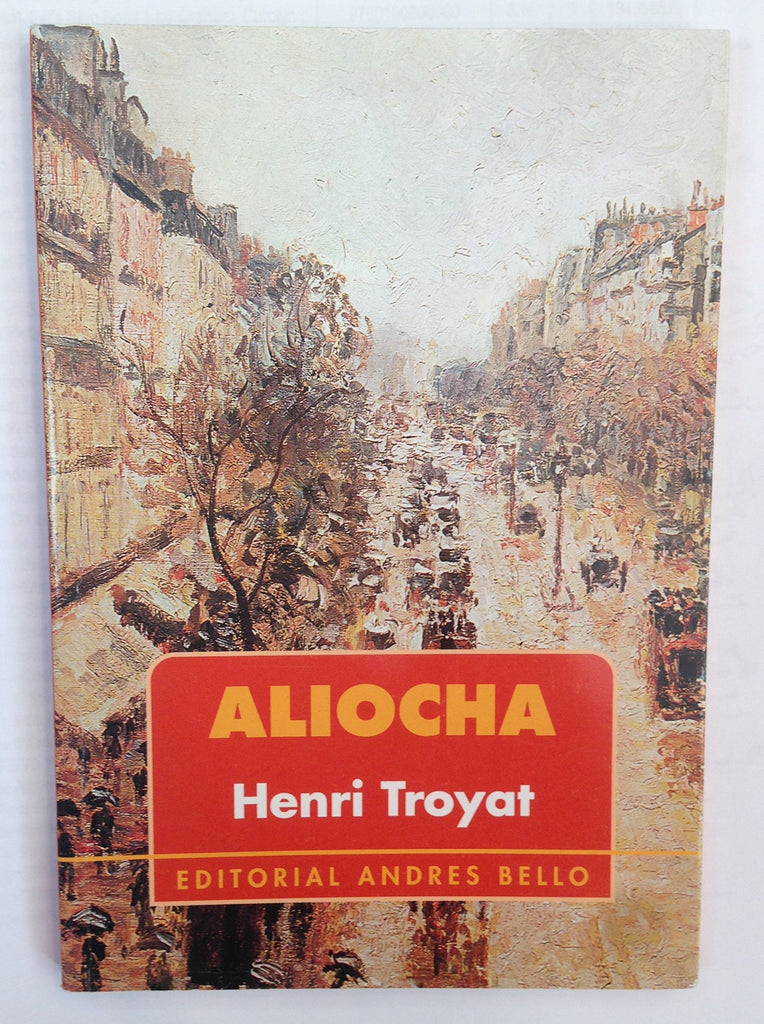 ALIOCHA
Henri Troyat
EDITORIAL ANDRES BELLO